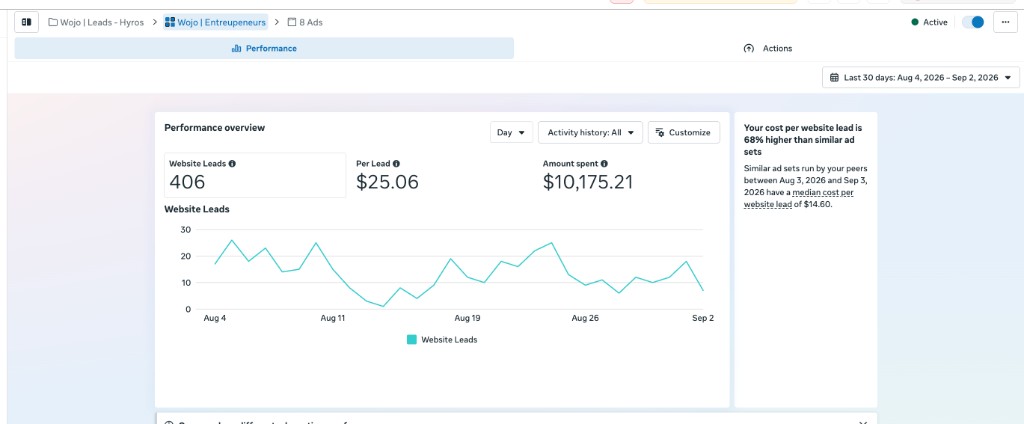 Wojo | Leads - Hyros > Wojo | Entreupeneurs > 8 Ads
Active
Performance
Actions
Last 30 days: Aug 4, 2026 – Sep 2, 2026
Performance overview
Day
Activity history: All
Customize
Website Leads
406
Per Lead
$25.06
Amount spent
$10,175.21
Website Leads
30
20
10
0
Aug 4
Aug 11
Aug 19
Aug 26
Sep 2
Website Leads
Your cost per website lead is
68% higher than similar ad
sets
Similar ad sets run by your peers
between Aug 3, 2026 and Sep 3,
2026 have a median cost per
website lead of $14.60.